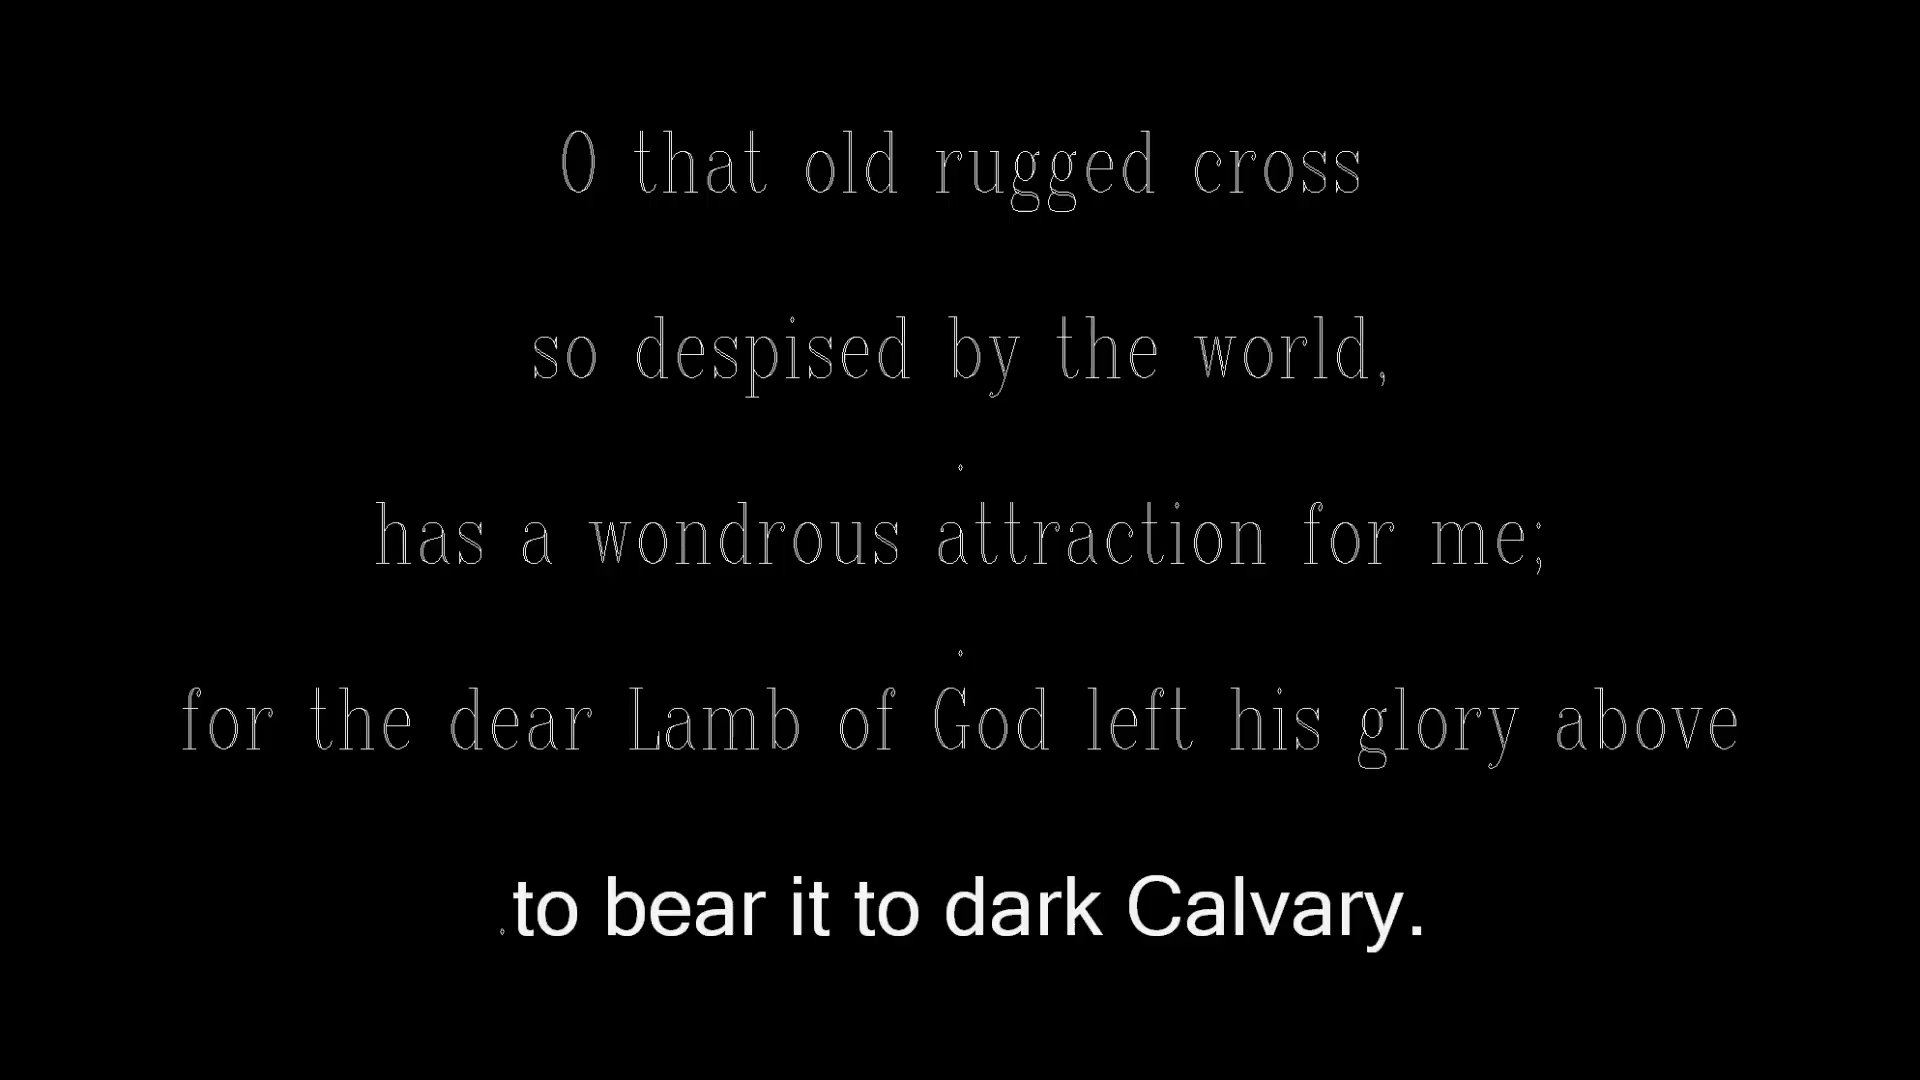 O that old rugged cross
so despised by the world,
.
has a wondrous attraction for me;
.
for the dear Lamb of God left his glory above
.to bear it to dark Calvary.